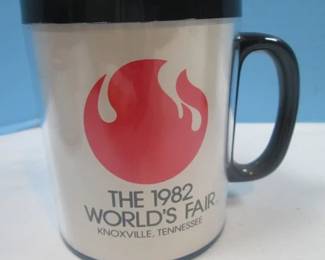 THE 1982
WORLD'S FAIR
KNOXVILLE, TENNESSEE